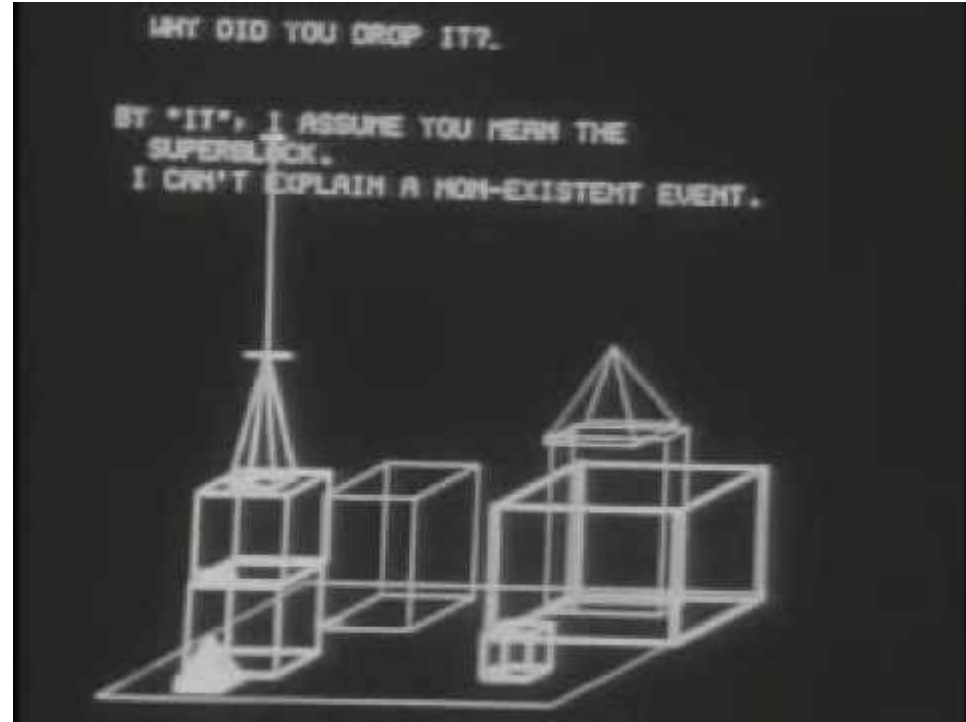 WHY DID YOU DROP IT?_
BY "IT", I ASSUME YOU MEAN THE
SUPERBLOCK.
I CAN'T EXPLAIN A NON-EXISTENT EVENT.